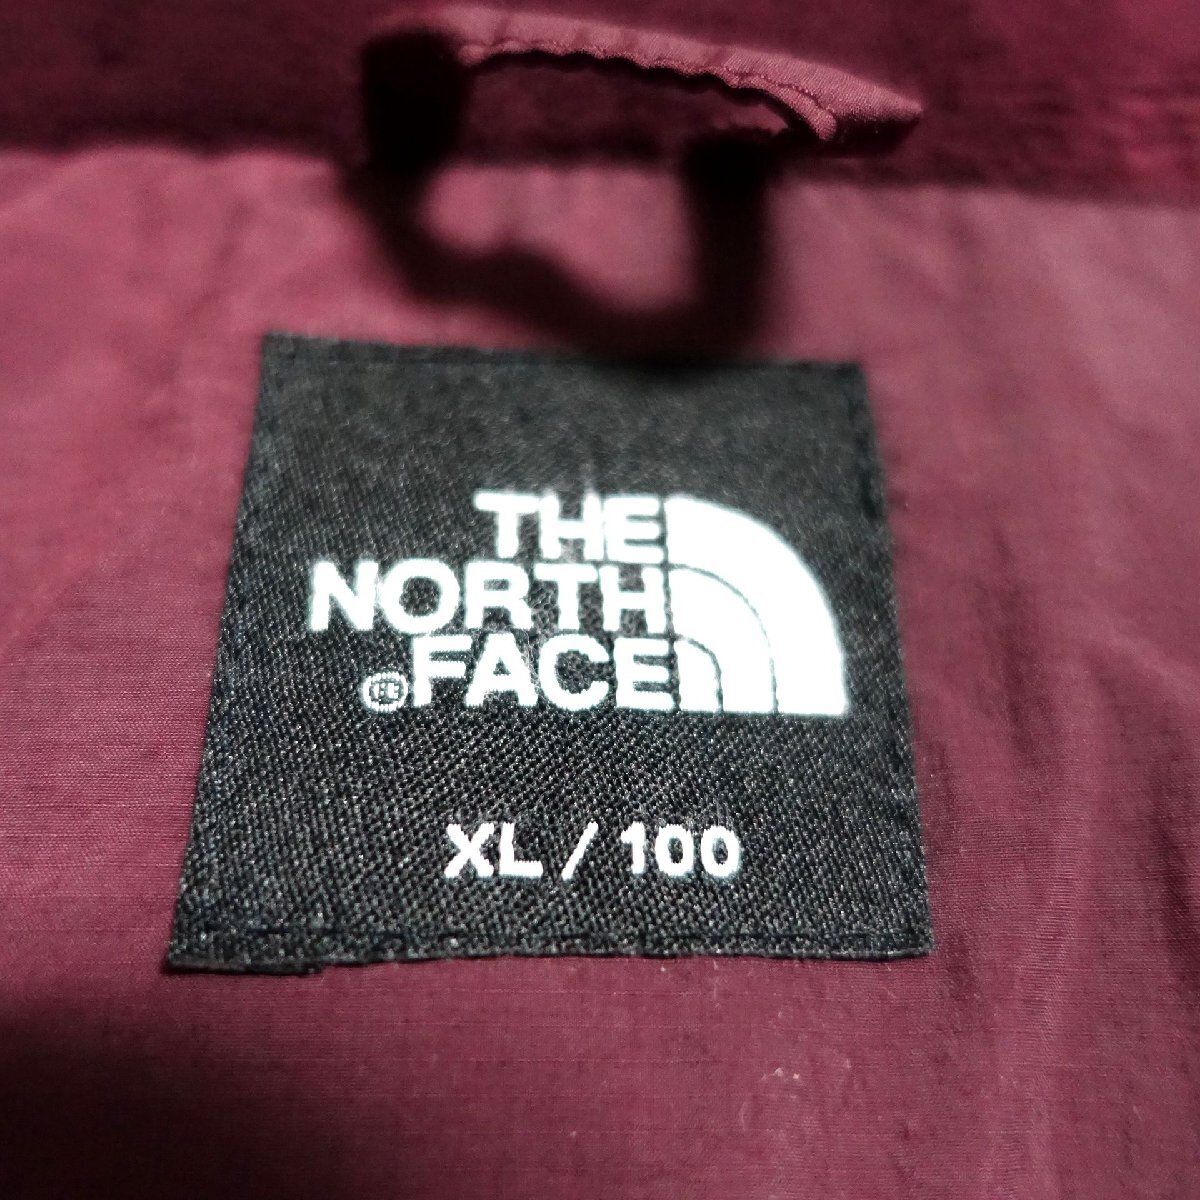 THE
NORTH
®FACE
XL / 100